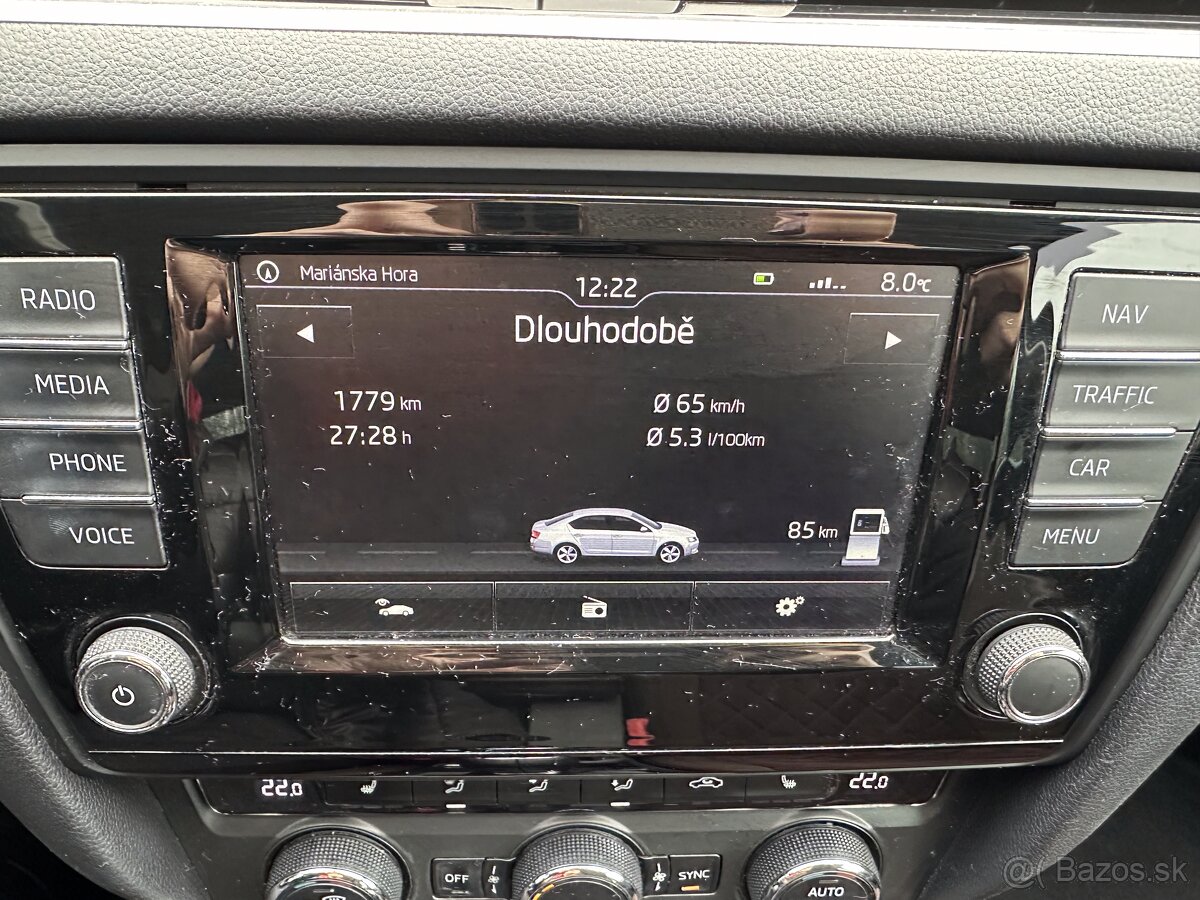 Mariánska Hora
12:22
8.0°C
Dlouhodobě
1779 km
Ø 65 km/h
27:28 h
Ø 5.3 l/100km
85 km
RADIO
MEDIA
PHONE
VOICE
NAV
TRAFFIC
CAR
MENU
22.0
22.0
OFF
SYNC
AUTO
Bazos.sk